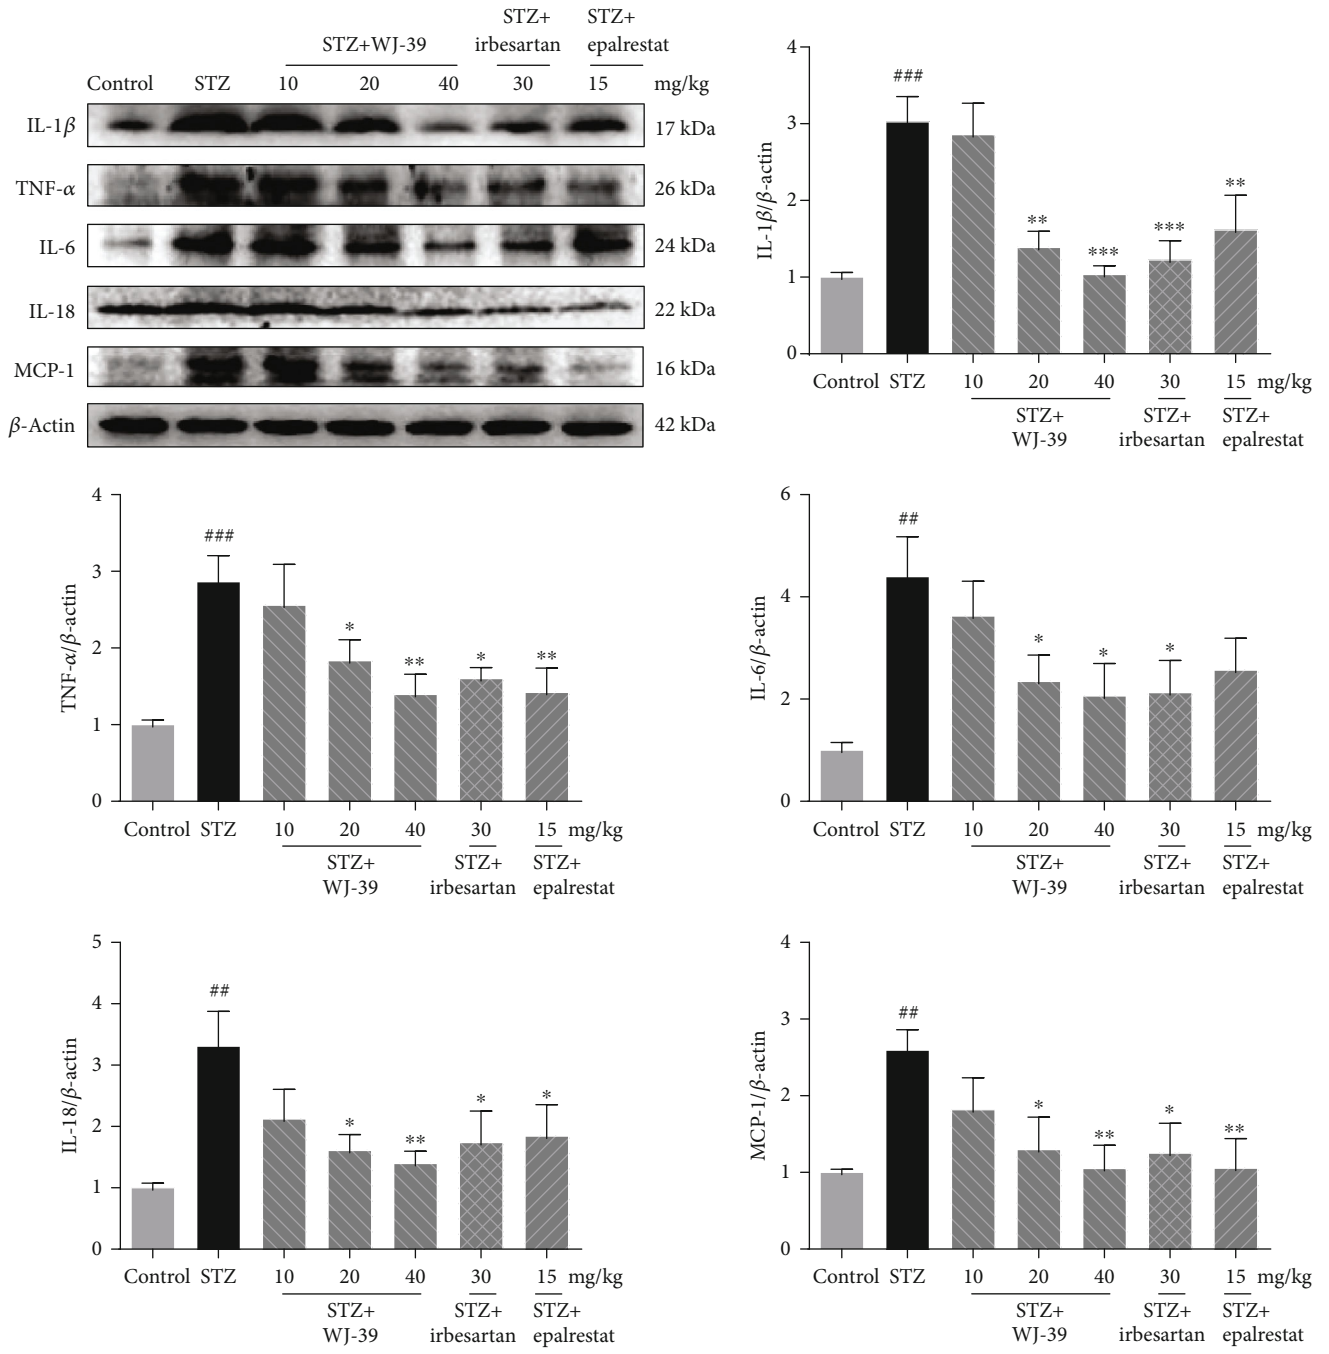 STZ+ STZ+
STZ+WJ-39 irbesartan epalrestat
Control STZ 10 20 40 30 15 mg/kg
IL-1β 17 kDa
TNF-α 26 kDa
IL-6 24 kDa
IL-18 22 kDa
MCP-1 16 kDa
β-Actin 42 kDa
IL-1β/β-actin
4
3
2
1
0
###
**
***
***
**
Control STZ 10 20 40 30 15 mg/kg
STZ+ STZ+ STZ+
WJ-39 irbesartan epalrestat
TNF-α/β-actin
4
3
2
1
0
###
*
**
*
**
Control STZ 10 20 40 30 15 mg/kg
STZ+ STZ+ STZ+
WJ-39 irbesartan epalrestat
IL-6/β-actin
6
4
2
0
##
*
*
*
Control STZ 10 20 40 30 15 mg/kg
STZ+ STZ+ STZ+
WJ-39 irbesartan epalrestat
IL-18/β-actin
5
4
3
2
1
0
##
*
**
*
*
Control STZ 10 20 40 30 15 mg/kg
STZ+ STZ+ STZ+
WJ-39 irbesartan epalrestat
MCP-1/β-actin
4
3
2
1
0
##
*
**
*
**
Control STZ 10 20 40 30 15 mg/kg
STZ+ STZ+ STZ+
WJ-39 irbesartan epalrestat